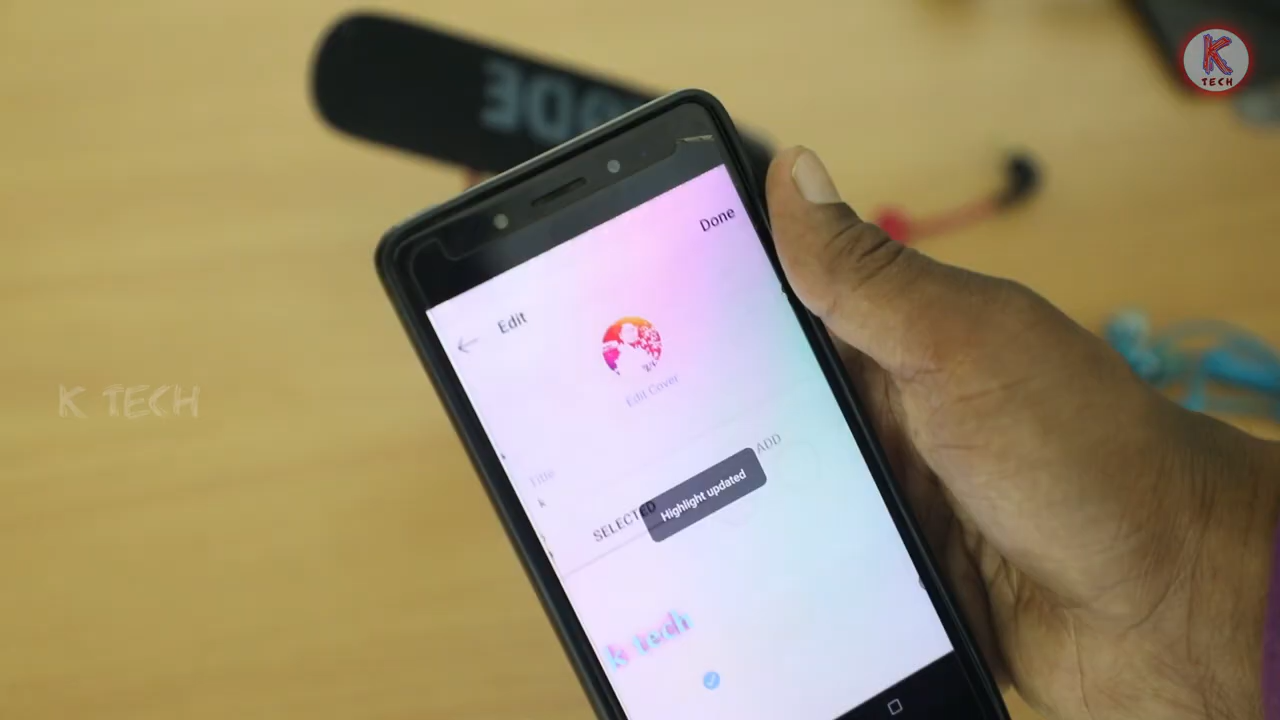 K
TECH
Done
Edit
Edit Cover
K TECH
Title
k
ADD
SELECTED
Highlight updated
k tech